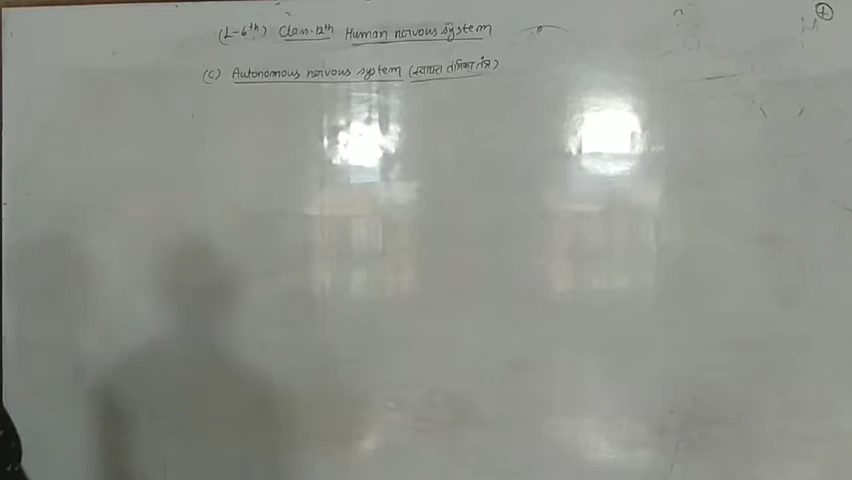 (L-6th) Class-12th Human nervous system
(C) Autonomous nervous system (स्वायत्त तंत्रिका तंत्र)